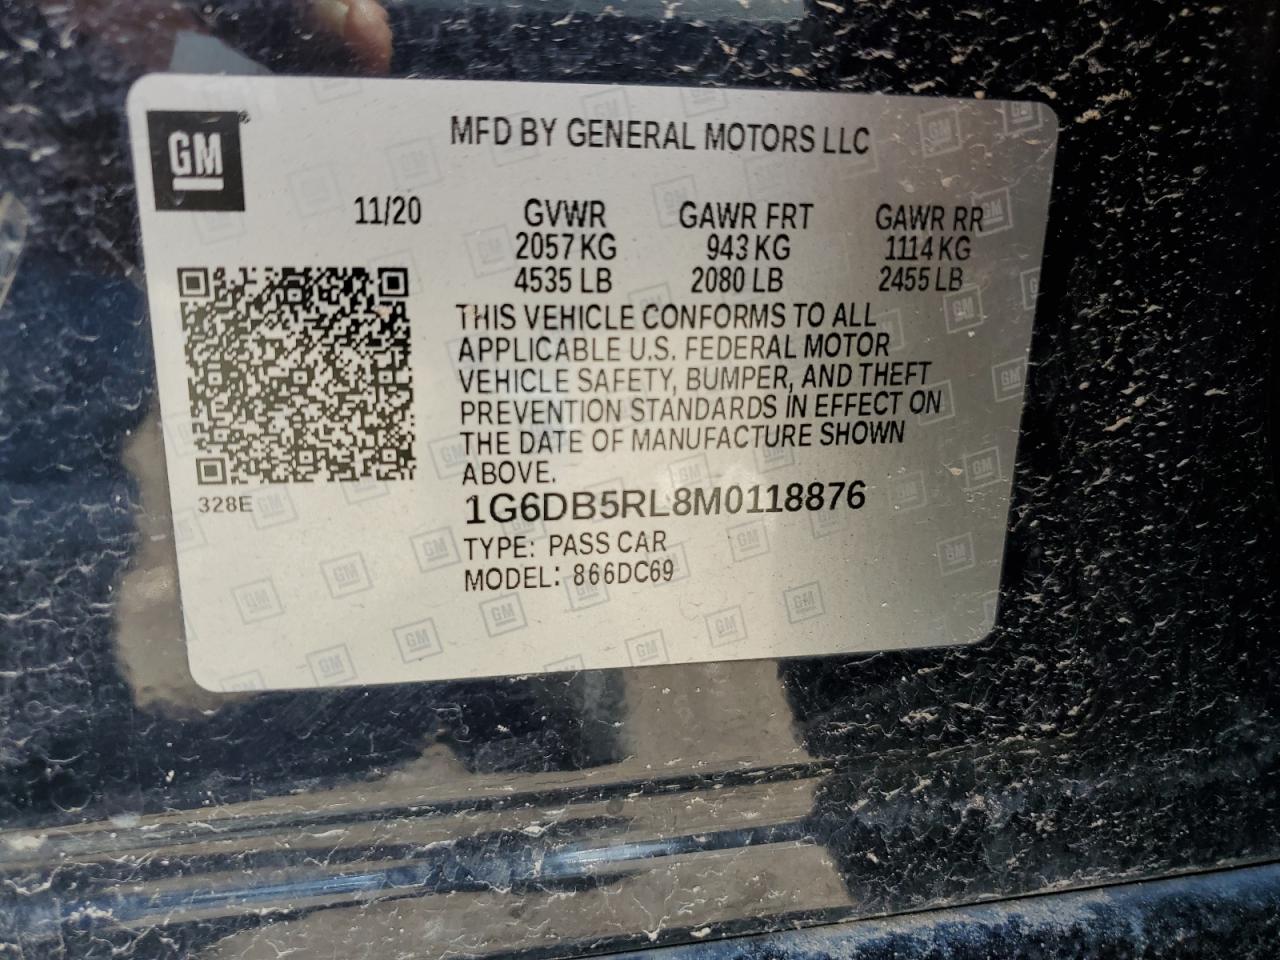 GM
MFD BY GENERAL MOTORS LLC
11/20 GVWR GAWR FRT GAWR RR
2057 KG 943 KG 1114 KG
4535 LB 2080 LB 2455 LB
THIS VEHICLE CONFORMS TO ALL
APPLICABLE U.S. FEDERAL MOTOR
VEHICLE SAFETY, BUMPER, AND THEFT
PREVENTION STANDARDS IN EFFECT ON
THE DATE OF MANUFACTURE SHOWN
ABOVE.
328E
1G6DB5RL8M0118876
TYPE: PASS CAR
MODEL: 866DC69